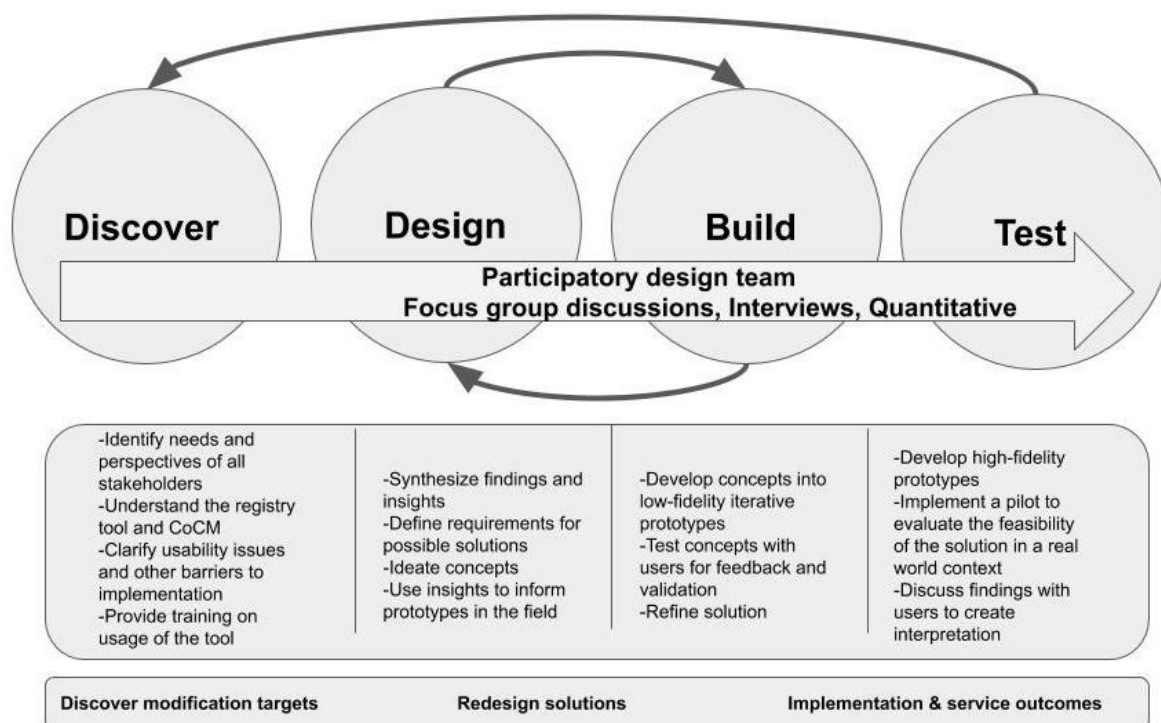 Discover
Design
Build
Test
Participatory design team
Focus group discussions, Interviews, Quantitative
-Identify needs and
perspectives of all
stakeholders
-Understand the registry
tool and CoCM
-Clarify usability issues
and other barriers to
implementation
-Provide training on
usage of the tool
-Synthesize findings and
insights
-Define requirements for
possible solutions
-Ideate concepts
-Use insights to inform
prototypes in the field
-Develop concepts into
low-fidelity iterative
prototypes
-Test concepts with
users for feedback and
validation
-Refine solution
-Develop high-fidelity
prototypes
-Implement a pilot to
evaluate the feasibility
of the solution in a real
world context
-Discuss findings with
users to create
interpretation
Discover modification targets
Redesign solutions
Implementation & service outcomes